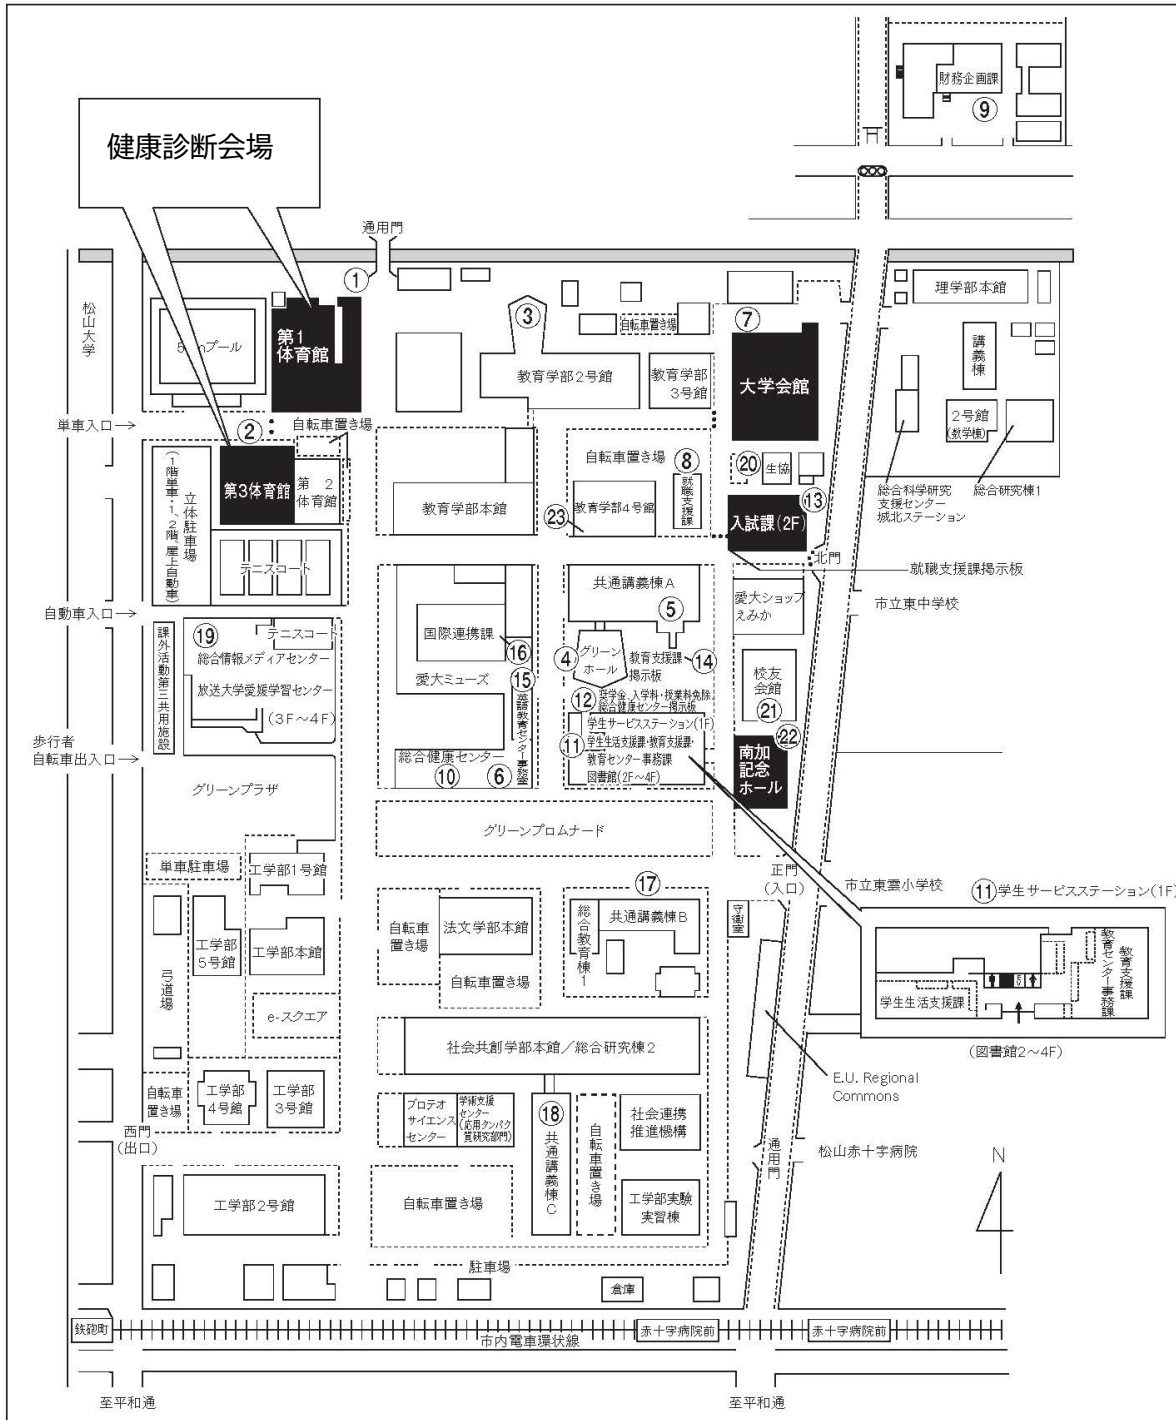 財務企画課
⑨
健康診断会場
通用門
①
松山大学
第1
体育館
③
自転車置き場
⑦
理学部本館
教育学部2号館
教育学部
3号館
大学会館
講義棟
2号館
(数学棟)
単車入口→
②
自転車置き場
第3体育館
第2
体育館
立体駐車場
(1階単車・1、2階、屋上自動車)
教育学部本館
自転車置き場
⑧
就職支援課
⑳
生協
教育学部4号館
㉓
入試課(2F)
⑬
総合科学研究
支援センター
城北ステーション
総合研究棟1
北門
就職支援課掲示板
テニスコート
自動車入口→
市立東中学校
共通講義棟A
⑤
愛大ショップ
えみか
国際連携課
⑯
④
グリーン
ホール
教育支援課
掲示板
⑭
課外活動第三共用施設
⑲
テニスコート
総合情報メディアセンター
放送大学愛媛学習センター
(3F~4F)
愛大ミューズ
⑮
英語教育センター事務室
⑫
奨学金、入学料・授業料免除、
総合健康センター掲示板
校友
会館
㉑
歩行者
自転車出入口→
総合健康センター
⑩
⑥
⑪
学生サービスステーション(1F)
学生生活支援課・教育支援課・
教育センター事務課
図書館(2F~4F)
㉒
南加
記念
ホール
グリーンプラザ
グリーンプロムナード
単車駐車場
工学部1号館
正門
(入口)
市立東雲小学校
⑪学生サービスステーション(1F)
弓道場
工学部
5号館
工学部本館
自転車
置き場
法文学部本館
自転車置き場
⑰
総合教育棟1
共通講義棟B
守衛室
学生生活支援課
EV
教育センター事務課
教育支援課
(図書館2~4F)
e-スクエア
社会共創学部本館/総合研究棟2
E.U. Regional
Commons
自転車
置き場
工学部
4号館
工学部
3号館
プロテオ
サイエンス
センター
学術支援
センター
(応用タンパク
質研究部門)
⑱
共通講義棟C
自転車置き場
社会連携
推進機構
西門
(出口)
通用門
松山赤十字病院
N
工学部2号館
自転車置き場
工学部実験
実習棟
駐車場
倉庫
鉄砲町
市内電車環状線
赤十字病院前
赤十字病院前
至平和通
至平和通